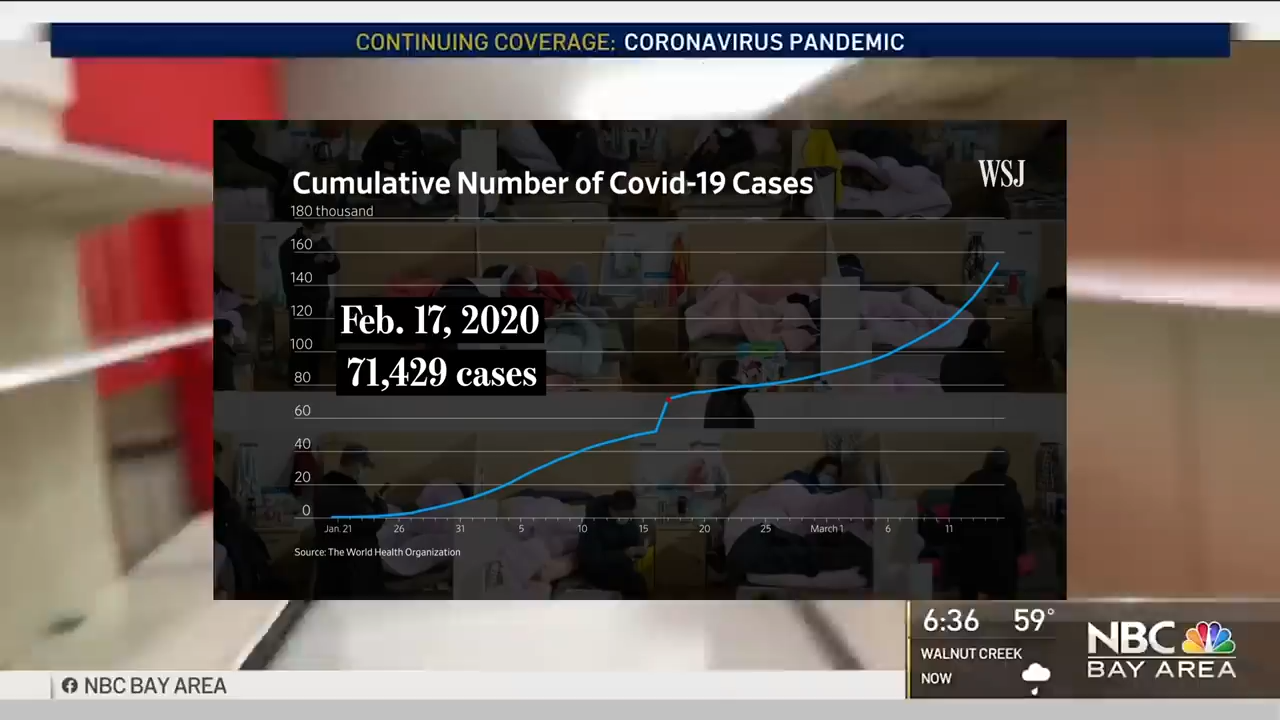 CONTINUING COVERAGE: CORONAVIRUS PANDEMIC
WSJ
Cumulative Number of Covid-19 Cases
180 thousand
160
140
120
100
80
60
40
20
0
Feb. 17, 2020
71,429 cases
Jan. 21 26 31 5 10 15 20 25 March 1 6 11
Source: The World Health Organization
6:36 59°
WALNUT CREEK
NOW
NBC
BAY AREA
NBC BAY AREA